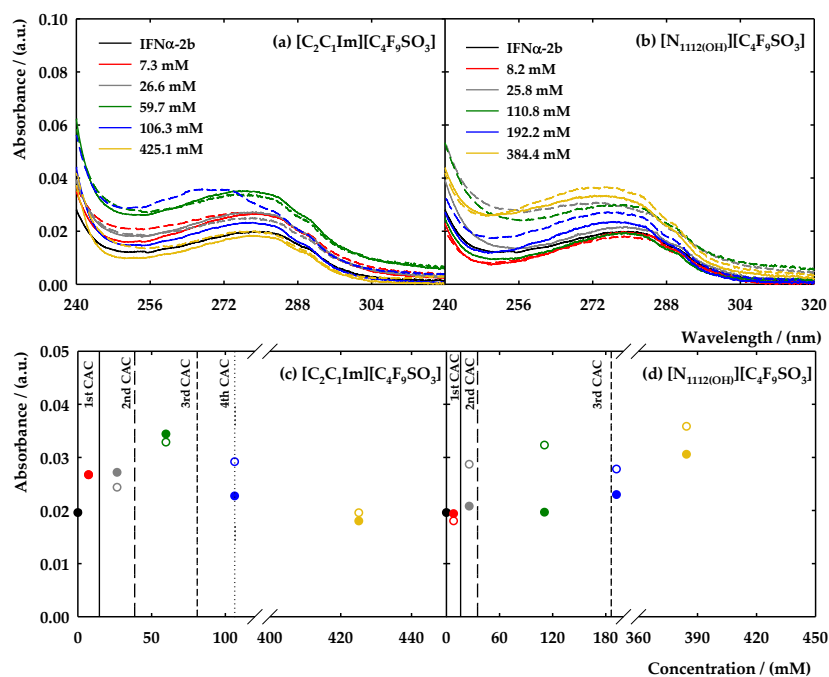 Absorbance / (a.u.)
0.10
0.08
0.06
0.04
0.02
0.00
(a) [C₂C₁Im][C₄F₉SO₃]
IFNα-2b
7.3 mM
26.6 mM
59.7 mM
106.3 mM
425.1 mM
240 256 272 288 304
(b) [N₁₁₁₂₍OH₎][C₄F₉SO₃]
IFNα-2b
8.2 mM
25.8 mM
110.8 mM
192.2 mM
384.4 mM
240 256 272 288 304 320
Wavelength / (nm)
Absorbance / (a.u.)
0.05
0.04
0.03
0.02
0.01
0.00
(c) [C₂C₁Im][C₄F₉SO₃]
1st CAC
2nd CAC
3rd CAC
4th CAC
0 50 100 400 420 440
(d) [N₁₁₁₂₍OH₎][C₄F₉SO₃]
1st CAC
2nd CAC
3rd CAC
0 60 120 180 360 390 420 450
Concentration / (mM)